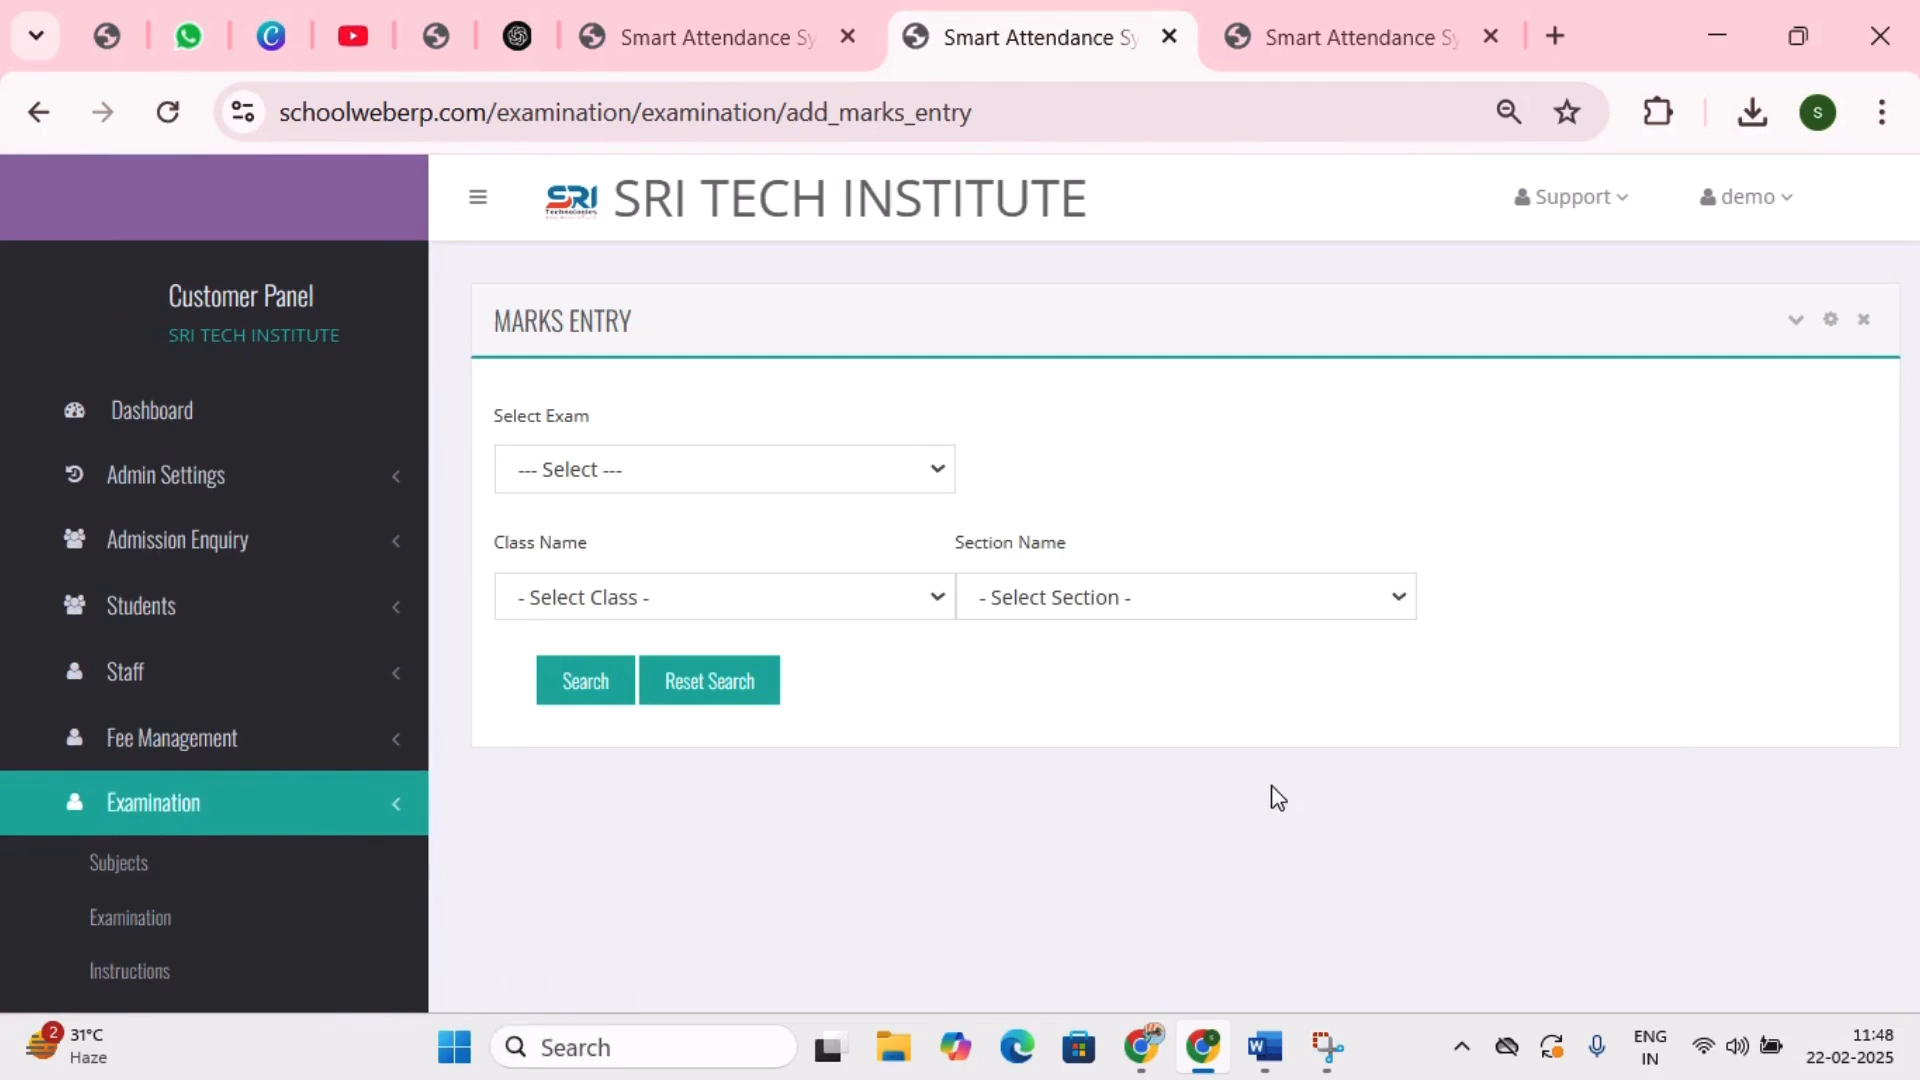 Smart Attendance Sy
Smart Attendance Sy
Smart Attendance Sy
schoolweberp.com/examination/examination/add_marks_entry
S
SRI
Technologies
SRI TECH INSTITUTE
Support
demo
Customer Panel
SRI TECH INSTITUTE
Dashboard
Admin Settings
Admission Enquiry
Students
Staff
Fee Management
Examination
Subjects
Examination
Instructions
MARKS ENTRY
Select Exam
--- Select ---
Class Name
Section Name
- Select Class -
- Select Section -
Search
Reset Search
2
31°C
Haze
Search
W
ENG
IN
11:48
22-02-2025